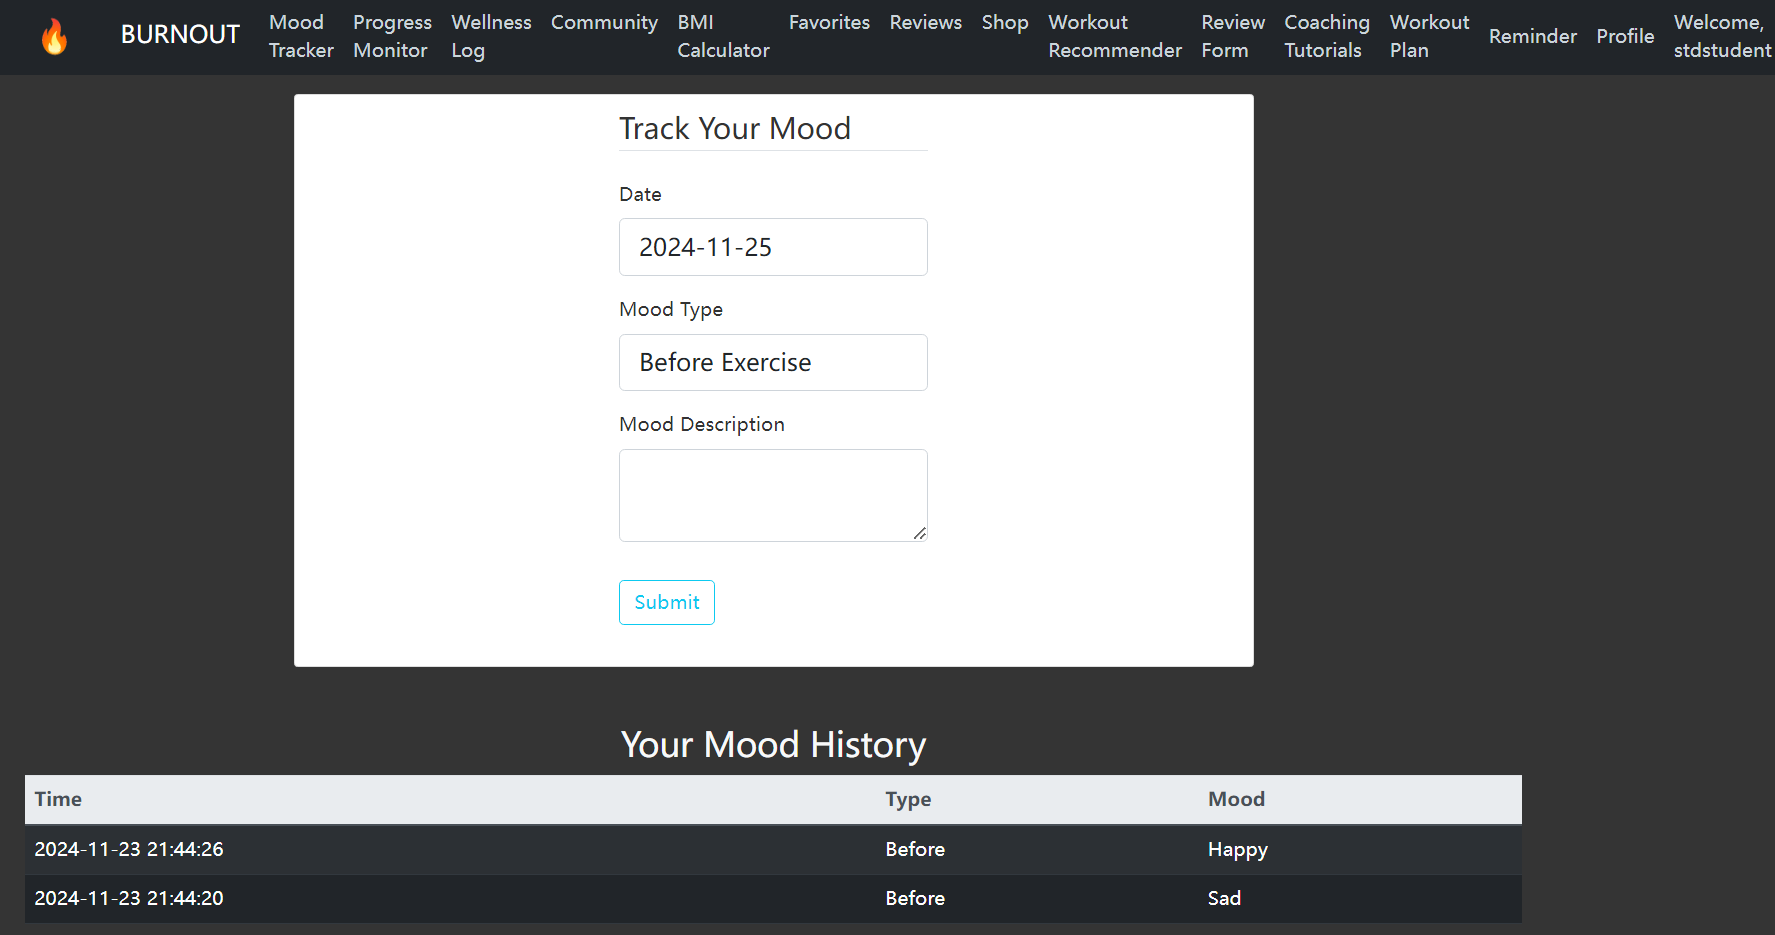 BURNOUT
Mood Tracker
Progress Monitor
Wellness Log
Community
BMI Calculator
Favorites
Reviews
Shop
Workout Recommender
Review Form
Coaching Tutorials
Workout Plan
Reminder
Profile
Welcome, stdstudent
Track Your Mood
Date
2024-11-25
Mood Type
Before Exercise
Mood Description
Submit
Your Mood History
Time Type Mood
2024-11-23 21:44:26 Before Happy
2024-11-23 21:44:20 Before Sad